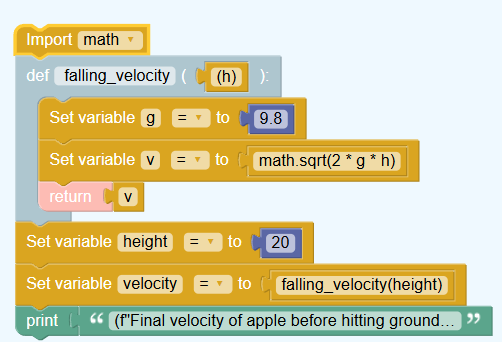 Import math
def falling_velocity ( (h) ):
Set variable g = to 9.8
Set variable v = to math.sqrt(2 * g * h)
return v
Set variable height = to 20
Set variable velocity = to falling_velocity(height)
print “ (f"Final velocity of apple before hitting ground... ”